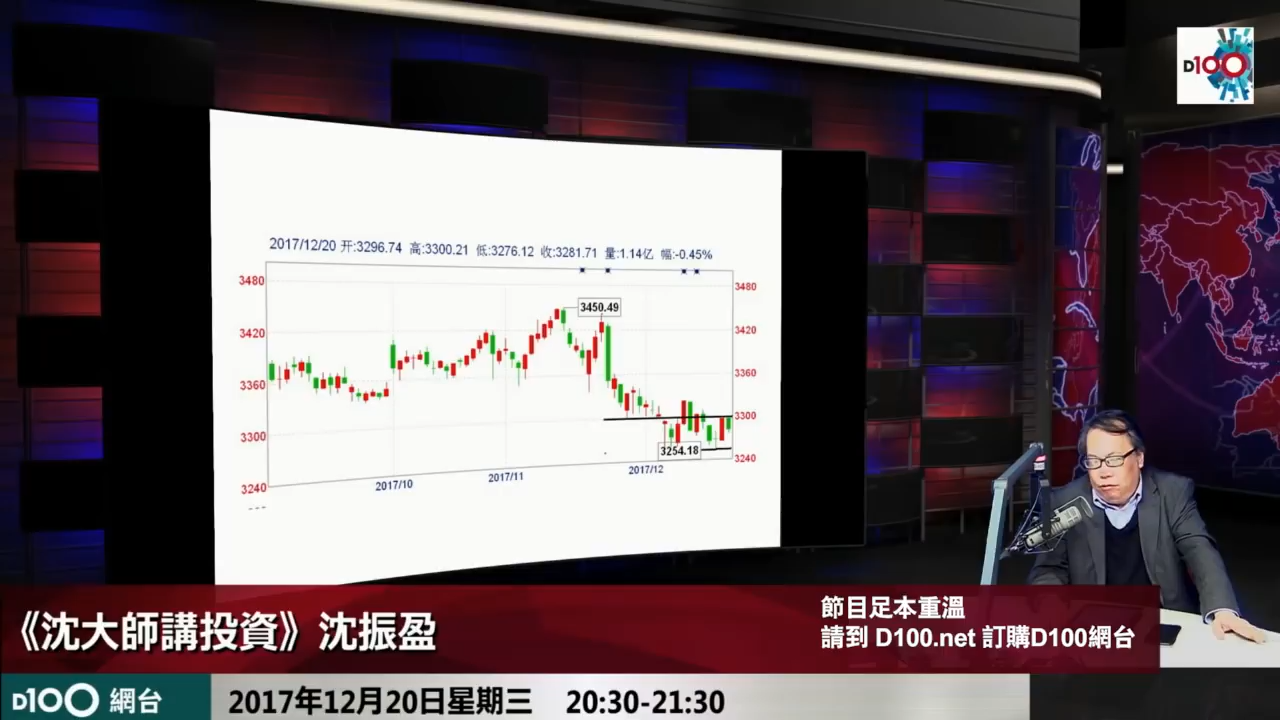 D100
2017/12/20 开:3296.74 高:3300.21 低:3276.12 收:3281.71 量:1.14亿 幅:-0.45%
3480
3480
3450.49
3420
3420
3360
3360
3300
3300
3254.18
3240
3240
2017/10
2017/11
2017/12
《沈大師講投資》沈振盈
節目足本重溫
請到 D100.net 訂購D100網台
D100 網台
2017年12月20日星期三 20:30-21:30